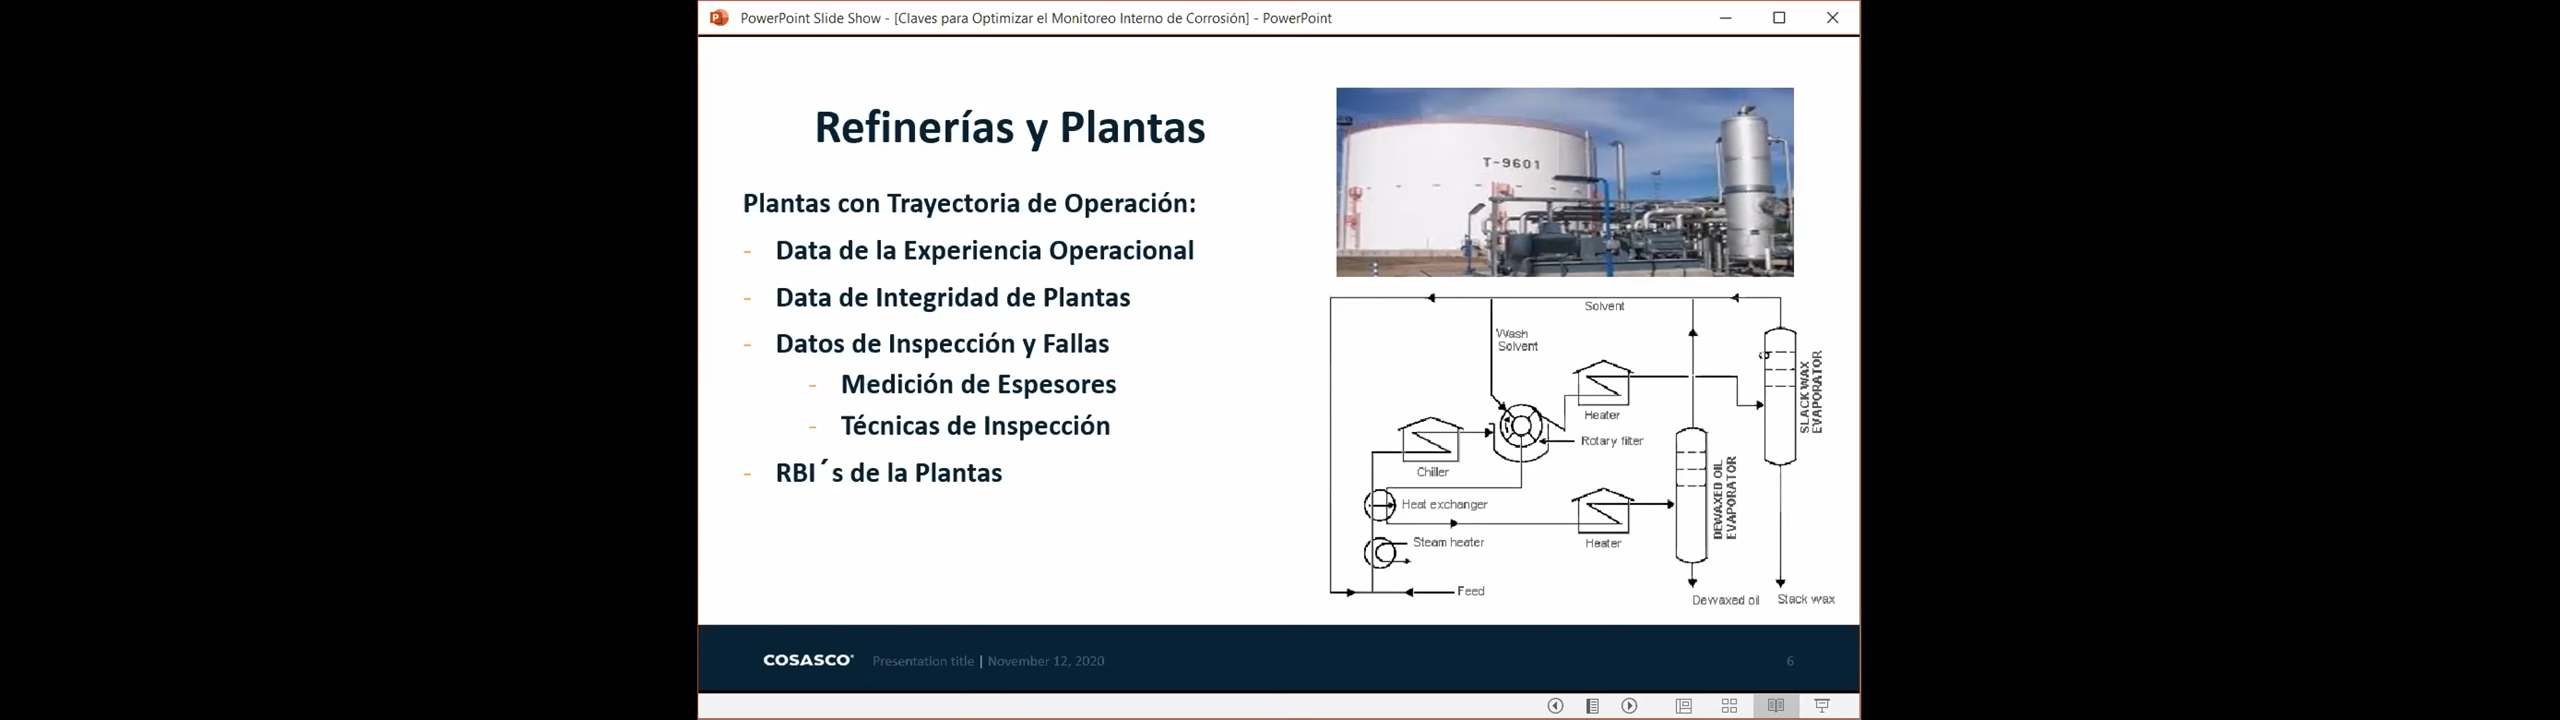 PowerPoint Slide Show - [Claves para Optimizar el Monitoreo Interno de Corrosión] - PowerPoint
Refinerías y Plantas
Plantas con Trayectoria de Operación:
- Data de la Experiencia Operacional
- Data de Integridad de Plantas
- Datos de Inspección y Fallas
- Medición de Espesores
- Técnicas de Inspección
- RBI´s de la Plantas
T-9601
Solvent
Wash
Solvent
Heater
Rotary filter
Chiller
Heat exchanger
Steam heater
Heater
Feed
SLACK WAX
EVAPORATOR
DEWAXED OIL
EVAPORATOR
Dewaxed oil
Slack wax
COSASCO
Presentation title | November 12, 2020
6